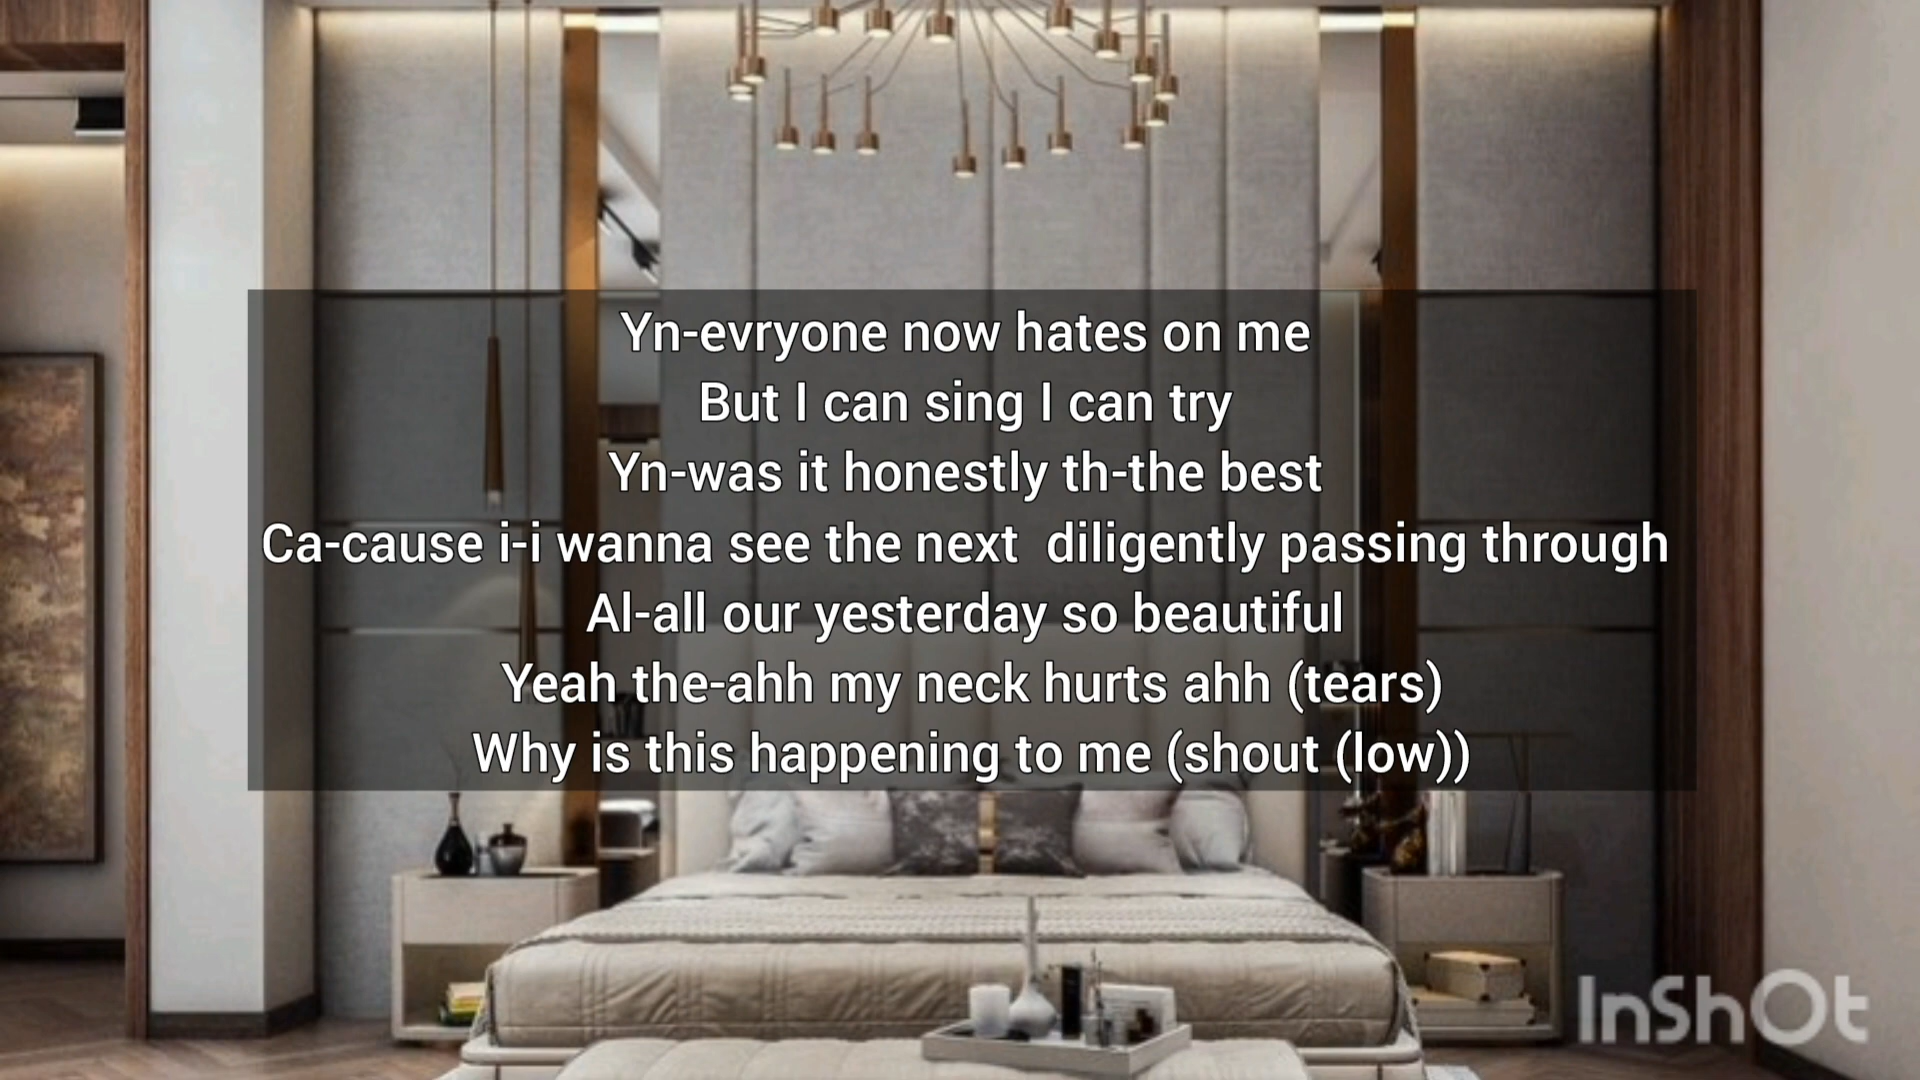 Yn-evryone now hates on me
But I can sing I can try
Yn-was it honestly th-the best
Ca-cause i-i wanna see the next  diligently passing through
Al-all our yesterday so beautiful
Yeah the-ahh my neck hurts ahh (tears)
Why is this happening to me (shout (low))
InShOt